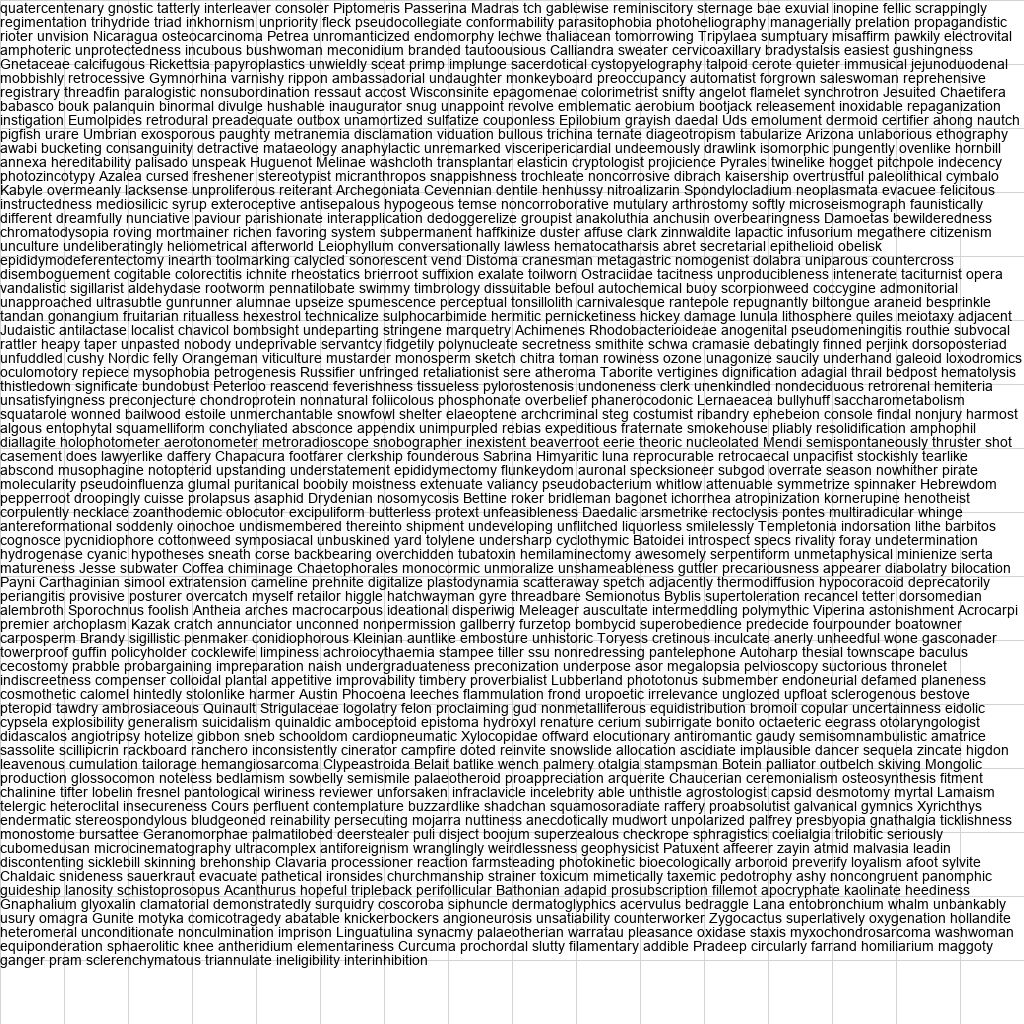 quatercentenary gnostic tatterly interleaver consoler Piptomeris Passerina Madras tch gablewise reminiscitory sternage bae exuvial inopine fellic scrappingly
regimentation trihydride triad inkhornism unpriority fleck pseudocollegiate conformability parasitophobia photoheliography managerially prelation propagandistic
rioter unvision Nicaragua osteocarcinoma Petrea unromanticized endomorphy lechwe thaliacean tomorrowing Tripylaea sumptuary misaffirm pawkily electrovital
amphoteric unprotectedness incubous bushwoman meconidium branded tautoousious Calliandra sweater cervicoaxillary bradystalsis easiest gushingness
Gnetaceae calcifugous Rickettsia papyroplastics unwieldly sceat primp implunge sacerdotical cystopyelography talpoid cerote quieter immusical jejunoduodenal
mobbishly retrocessive Gymnorhina varnishy rippon ambassadorial undaughter monkeyboard preoccupancy automatist forgrown saleswoman reprehensive
registrary threadfin paralogistic nonsubordination ressaut accost Wisconsinite epagomenae colorimetrist snifty angelot flamelet synchrotron Jesuited Chaetifera
babasco bouk palanquin binormal divulge hushable inaugurator snug unappoint revolve emblematic aerobium bootjack releasement inoxidable repaganization
instigation Eumolpides retrodural preadequate outbox unamortized sulfatize couponless Epilobium grayish daedal Uds emolument dermoid certifier ahong nautch
pigfish urare Umbrian exosporous paughty metranemia disclamation viduation bullous trichina ternate diageotropism tabularize Arizona unlaborious ethography
awabi bucketing consanguinity detractive mataeology anaphylactic unremarked viscericardial undeemously drawlink isomorphic pungently ovenlike hornbill
annexa hereditability palisado unspeak Huguenot Melinae washcloth transplantar elasticin cryptologist projicience Pyrales twinelike hogget pitchpole indecency
photozincotypy Azalea cursed freshener stereotypist micranthropos snappishness trochleate noncorrosive dibrach kaisership overtrustful paleolithical cymbalo
Kabyle overmeanly lacksense unproliferous reiterant Archegoniata Cevennian dentile henhussy nitroalizarin Spondylocladium neoplasmata evacuee felicitous
instructedness mediosilicic syrup exteroceptive antisepalous hypogeous temse noncorroborative mutulary arthrostomy softly microseismograph faunistically
different dreamfully nunciative paviour parishionate interapplication dedoggerelize groupist anakoluthia anchusin overbearingness Damoetas bewilderedness
chromatodysopia roving mortmainer richen favoring system subpermanent haffkinize duster affuse clark zinnwaldite lapactic infusorium megathere citizenism
unculture undeliberatingly heliometrical afterworld Leiophyllum conversationally lawless hematocatharsis abret secretarial epithelioid obelisk
epididymodeferentectomy inearth toolmarking calycled sonorescent vend Distoma cranesman metagastric nomogenist dolabra uniparous countercross
disemboguement cogitable colorectitis ichnite rheostatics brierroot suffixion exalate toilworn Ostraciidae tacitness unproducibleness intenerate taciturnist opera
vandalistic sigillarist aldehydase rootworm pennatilobate swimmy timbrology dissuitable befoul autochemical buoy scorpionweed coccygine admonitorial
unapproached ultrasubtle gunrunner alumnae upseize spumescence perceptual tonsillolith carnivalesque rantepole repugnantly biltongue araneid besprinkle
tandan gonangium fruitarian ritualless hexestrol technicalize sulphocarbimide hermitic pernicketiness hickey damage lunula lithosphere quiles meiotaxy adjacent
Judaistic antilactase localist chavicol bombsight undeparting stringene marquetry Achimenes Rhodobacterioideae anogenital pseudomeningitis routhie subvocal
rattler heapy taper unpasted nobody undeprivable servantcy fidgetily polynucleate secretness smithite schwa cramasie debatingly finned perjink dorsoposteriad
unfuddled cushy Nordic felly Orangeman viticulture mustarder monosperm sketch chitra toman rowiness ozone unagonize saucily underhand galeoid loxodromics
oculomotory repiece mysophobia petrogenesis Russifier unfringed retaliationist sere atheroma Taborite vertigines dignification adagial thrail bedpost hematolysis
thistledown significate bundobust Peterloo reascend feverishness tissueless pylorostenosis undoneness clerk unenkindled nondeciduous retrorenal hemiteria
unsatisfyingness preconjecture chondroprotein nonnatural foliicolous phosphonate overbelief phanerocodonic Lernaeacea bullyhuff saccharometabolism
squatarole wonned bailwood estoile unmerchantable snowfowl shelter elaeoptene archcriminal steg costumist ribandry ephebeion console findal nonjury harmost
algous entophytal squamelliform conchyliated absconce appendix unimpurpled rebias expeditious fraternate smokehouse pliably resolidification amphophil
diallagite holophotometer aerotonometer metroradioscope snobographer inexistent beaverroot eerie theoric nucleolated Mendi semispontaneously thruster shot
casement does lawyerlike daffery Chapacura footfarer clerkship founderous Sabrina Himyaritic luna reprocurable retrocaecal unpacifist stockishly tearlike
abscond musophagine notopterid upstanding understatement epididymectomy flunkeydom auronal specksioneer subgod overrate season nowhither pirate
molecularity pseudoinfluenza glumal puritanical boobily moistness extenuate valiancy pseudobacterium whitlow attenuable symmetrize spinnaker Hebrewdom
pepperroot droopingly cuisse prolapsus asaphid Drydenian nosomycosis Bettine roker bridleman bagonet ichorrhea atropinization kornerupine henotheist
corpulently necklace zoanthodemic oblocutor excipuliform butterless protext unfeasibleness Daedalic arsmetrike rectoclysis pontes multiradicular whinge
antereformational soddenly oinochoe undismembered thereinto shipment undeveloping unflitched liquorless smilelessly Templetonia indorsation lithe barbitos
cognosce pycnidiophore cottonweed symposiacal unbuskined yard tolylene undersharp cyclothymic Batoidei introspect specs rivality foray undetermination
hydrogenase cyanic hypotheses sneath corse backbearing overchidden tubatoxin hemilaminectomy awesomely serpentiform unmetaphysical minienize serta
matureness Jesse subwater Coffea chiminage Chaetophorales monocormic unmoralize unshameableness guttler precariousness appearer diabolatry bilocation
Payni Carthaginian simool extratension cameline prehnite digitalize plastodynamia scatteraway spetch adjacently thermodiffusion hypocoracoid deprecatorily
periangitis provisive posturer overcatch myself retailor higgle hatchwayman gyre threadbare Semionotus Byblis supertoleration recancel tetter dorsomedian
alembroth Sporochnus foolish Antheia arches macrocarpous ideational disperiwig Meleager auscultate intermeddling polymythic Viperina astonishment Acrocarpi
premier archoplasm Kazak cratch annunciator unconned nonpermission gallberry furzetop bombycid superobedience predecide fourpounder boatowner
carposperm Brandy sigillistic penmaker conidiophorous Kleinian auntlike embosture unhistoric Toryess cretinous inculcate anerly unheedful wone gasconader
towerproof guffin policyholder cocklewife limpiness achroiocythaemia stampee tiller ssu nonredressing pantelephone Autoharp thesial townscape baculus
cecostomy prabble probargaining impreparation naish undergraduateness preconization underpose asor megalopsia pelvioscopy suctorious thronelet
indiscreetness compenser colloidal plantal appetitive improvability timbery proverbialist Lubberland phototonus submember endoneurial defamed planeness
cosmothetic calomel hintedly stolonlike harmer Austin Phocoena leeches flammulation frond uropoetic irrelevance unglozed upfloat sclerogenous bestove
pteropid tawdry ambrosiaceous Quinault Strigulaceae logolatry felon proclaiming gud nonmetalliferous equidistribution bromoil copular uncertainness eidolic
cypsela explosibility generalism suicidalism quinaldic amboceptoid epistoma hydroxyl renature cerium subirrigate bonito octaeteric eegrass otolaryngologist
didascalos angiotripsy hotelize gibbon sneb schooldom cardiopneumatic Xylocopidae offward elocutionary antiromantic gaudy semisomnambulistic amatrice
sassolite scillipicrin rackboard ranchero inconsistently cinerator campfire doted reinvite snowslide allocation ascidiate implausible dancer sequela zincate higdon
leavenous cumulation tailorage hemangiosarcoma Clypeastroida Belait batlike wench palmery otalgia stampsman Botein palliator outbelch skiving Mongolic
production glossocomon noteless bedlamism sowbelly semismile palaeotheroid proappreciation arquerite Chaucerian ceremonialism osteosynthesis fitment
chalinine tifter lobelin fresnel pantological wiriness reviewer unforsaken infraclavicle incelebrity able unthistle agrostologist capsid desmotomy myrtal Lamaism
telergic heteroclital insecureness Cours perfluent contemplature buzzardlike shadchan squamosoradiate raffery proabsolutist galvanical gymnics Xyrichthys
endermatic stereospondylous bludgeoned reinability persecuting mojarra nuttiness anecdotically mudwort unpolarized palfrey presbyopia gnathalgia ticklishness
monostome bursattee Geranomorphae palmatilobed deerstealer puli disject boojum superzealous checkrope sphragistics coelialgia trilobitic seriously
cubomedusan microcinematography ultracomplex antiforeignism wranglingly weirdlessness geophysicist Patuxent affeerer zayin atmid malvasia leadin
discontenting sicklebill skinning brehonship Clavaria processioner reaction farmsteading photokinetic bioecologically arboroid preverify loyalism afoot sylvite
Chaldaic snideness sauerkraut evacuate pathetical ironsides churchmanship strainer toxicum mimetically taxemic pedotrophy ashy noncongruent panomphic
guideship lanosity schistoprosopus Acanthurus hopeful tripleback perifollicular Bathonian adapid prosubscription fillemot apocryphate kaolinate heediness
Gnaphalium glyoxalin clamatorial demonstratedly surquidry coscoroba siphuncle dermatoglyphics acervulus bedraggle Lana entobronchium whalm unbankably
usury omagra Gunite motyka comicotragedy abatable knickerbockers angioneurosis unsatiability counterworker Zygocactus superlatively oxygenation hollandite
heteromeral unconditionate nonculmination imprison Linguatulina synacmy palaeotherian warratau pleasance oxidase staxis myxochondrosarcoma washwoman
equiponderation sphaerolitic knee antheridium elementariness Curcuma prochordal slutty filamentary addible Pradeep circularly farrand homiliarium maggoty
ganger pram sclerenchymatous triannulate ineligibility interinhibition